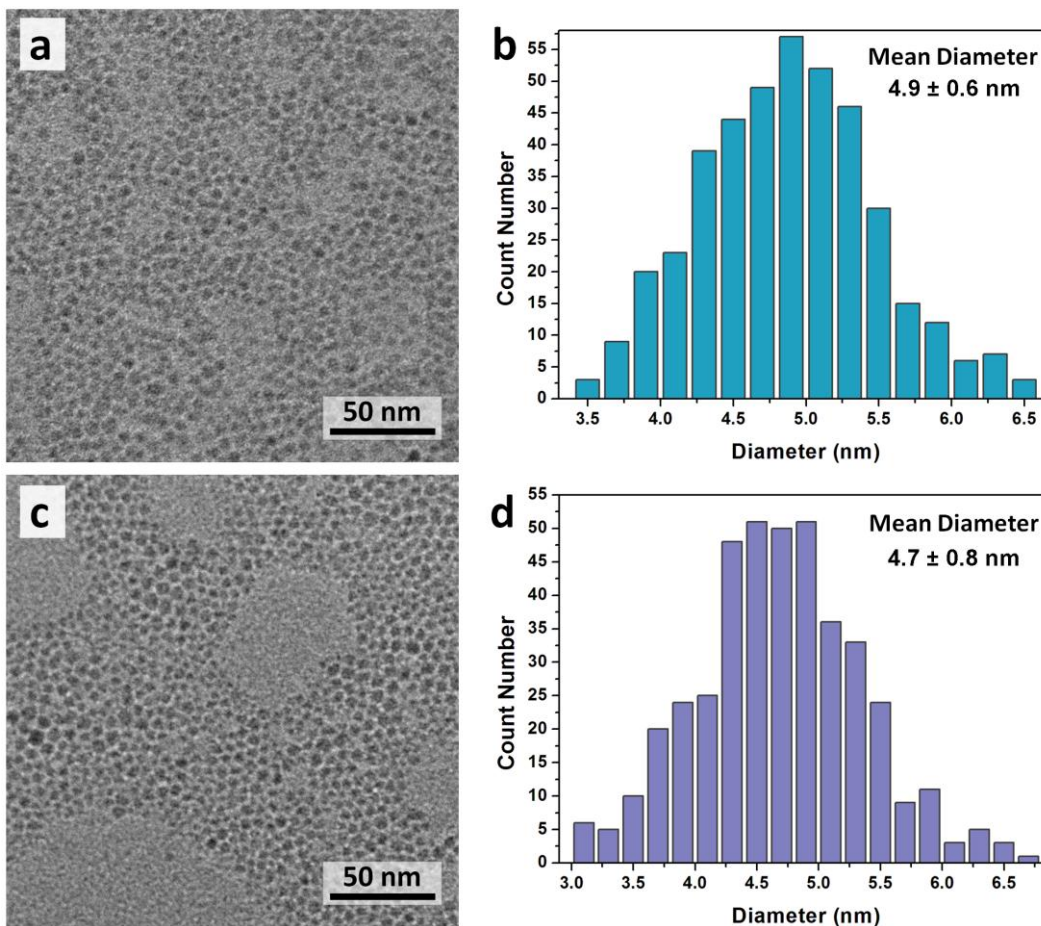 a
50 nm
b
Mean Diameter
4.9 ± 0.6 nm
Count Number
55
50
45
40
35
30
25
20
15
10
5
0
3.5 4.0 4.5 5.0 5.5 6.0 6.5
Diameter (nm)
c
50 nm
d
Mean Diameter
4.7 ± 0.8 nm
Count Number
55
50
45
40
35
30
25
20
15
10
5
0
3.0 3.5 4.0 4.5 5.0 5.5 6.0 6.5
Diameter (nm)